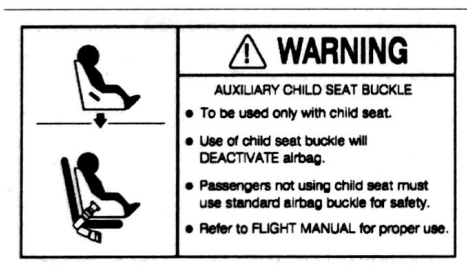 WARNING
AUXILIARY CHILD SEAT BUCKLE
● To be used only with child seat.
● Use of child seat buckle will
DEACTIVATE airbag.
● Passengers not using child seat must
use standard airbag buckle for safety.
● Refer to FLIGHT MANUAL for proper use.